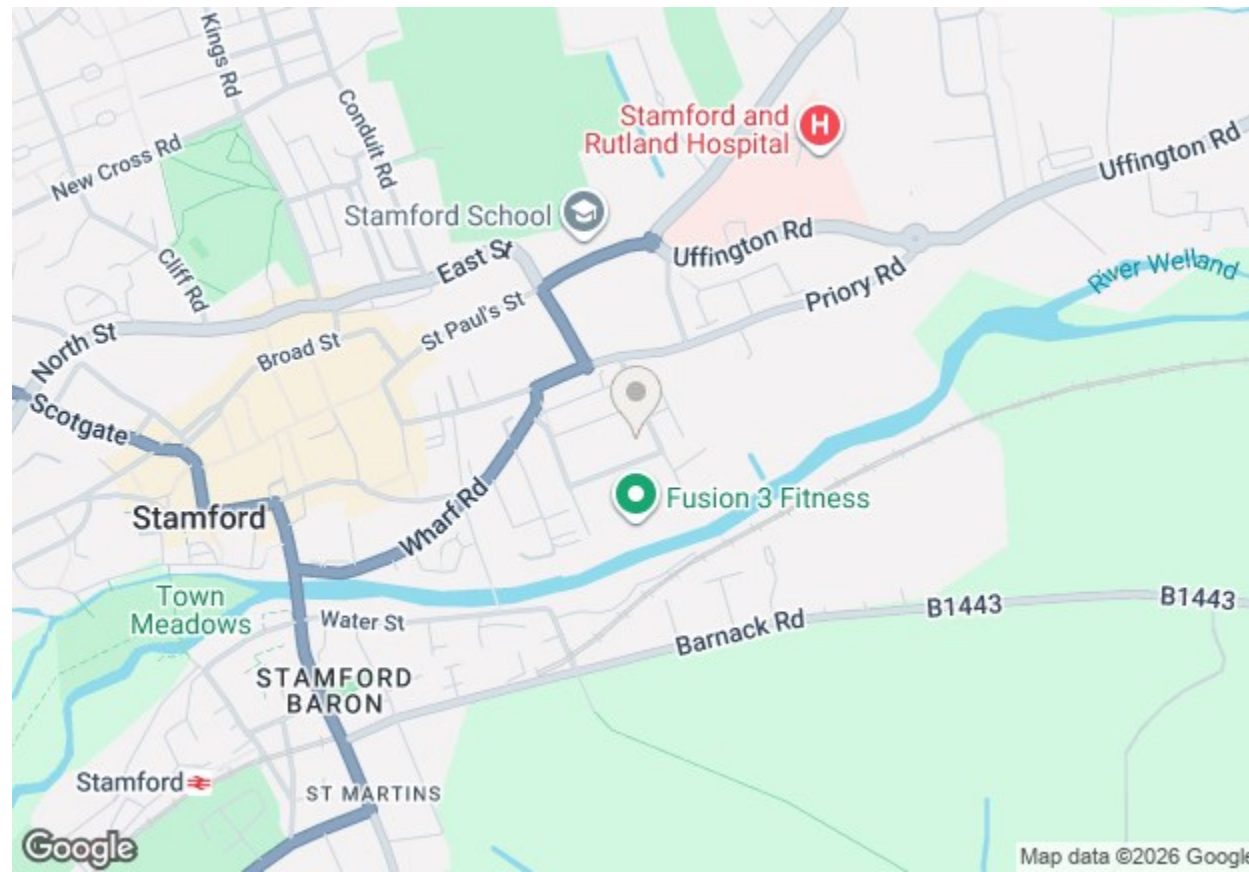 Kings Rd
Conduit Rd
New Cross Rd
Stamford and
Rutland Hospital
H
Uffington Rd
Stamford School
Uffington Rd
East St
Cliff Rd
River Welland
Priory Rd
St Paul's St
North St
Broad St
Scotgate
Fusion 3 Fitness
Stamford
Wharf Rd
Town
Meadows
Water St
B1443
B1443
Barnack Rd
STAMFORD
BARON
Stamford
ST MARTINS
Google
Map data ©2026 Google